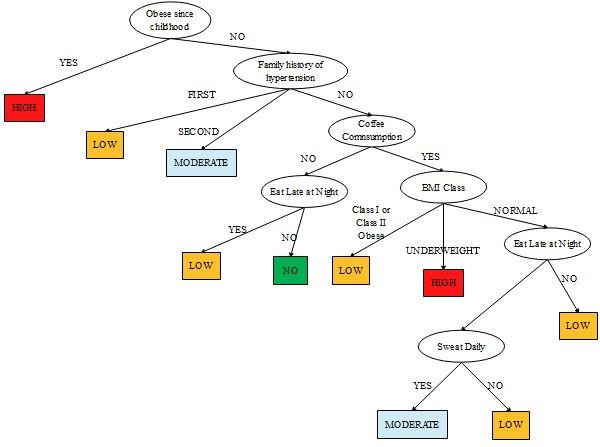 Obese since
childhood
YES
NO
Family history of
hypertension
HIGH
FIRST
NO
SECOND
Coffee
Comnsumption
LOW
MODERATE
NO
YES
Eat Late at Night
BMI Class
Class I or
Class II
Obese
NORMAL
YES
NO
UNDERWEIGHT
Eat Late at Night
LOW
NO
LOW
HIGH
NO
LOW
Sweat Daily
YES
NO
MODERATE
LOW